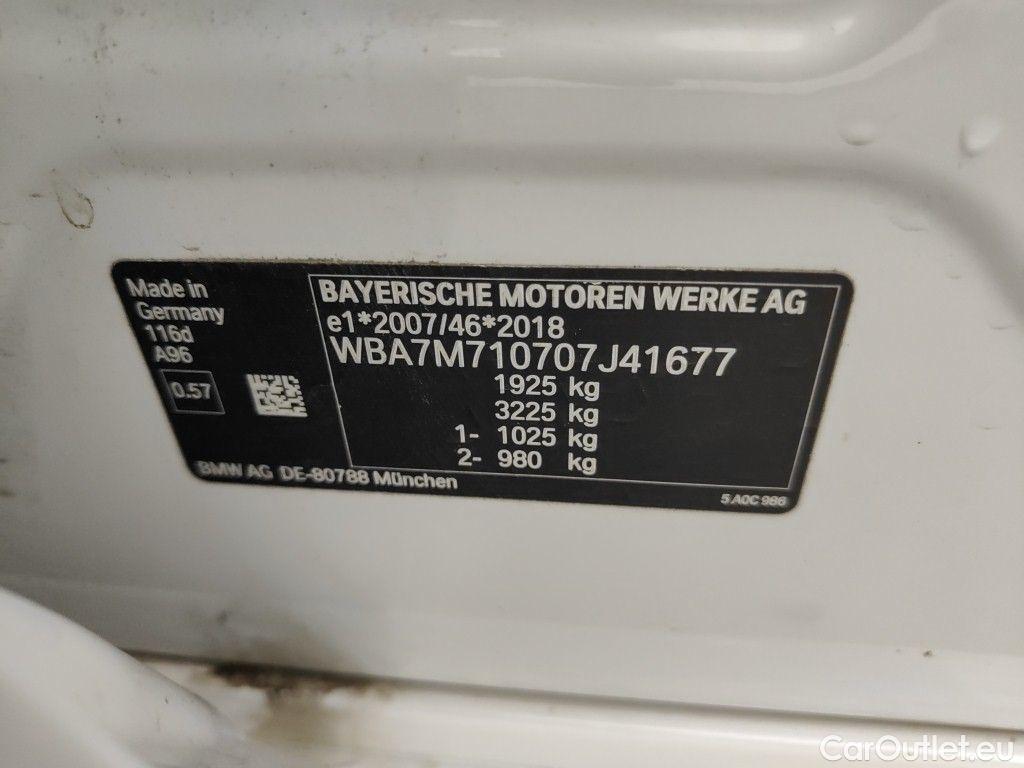 Made in
Germany
116d
A96
0.57
BAYERISCHE MOTOREN WERKE AG
e1*2007/46*2018
WBA7M710707J41677
1925 kg
3225 kg
1- 1025 kg
2- 980 kg
BMW AG DE-80788 München
5 A0C 986
CarOutlet.eu